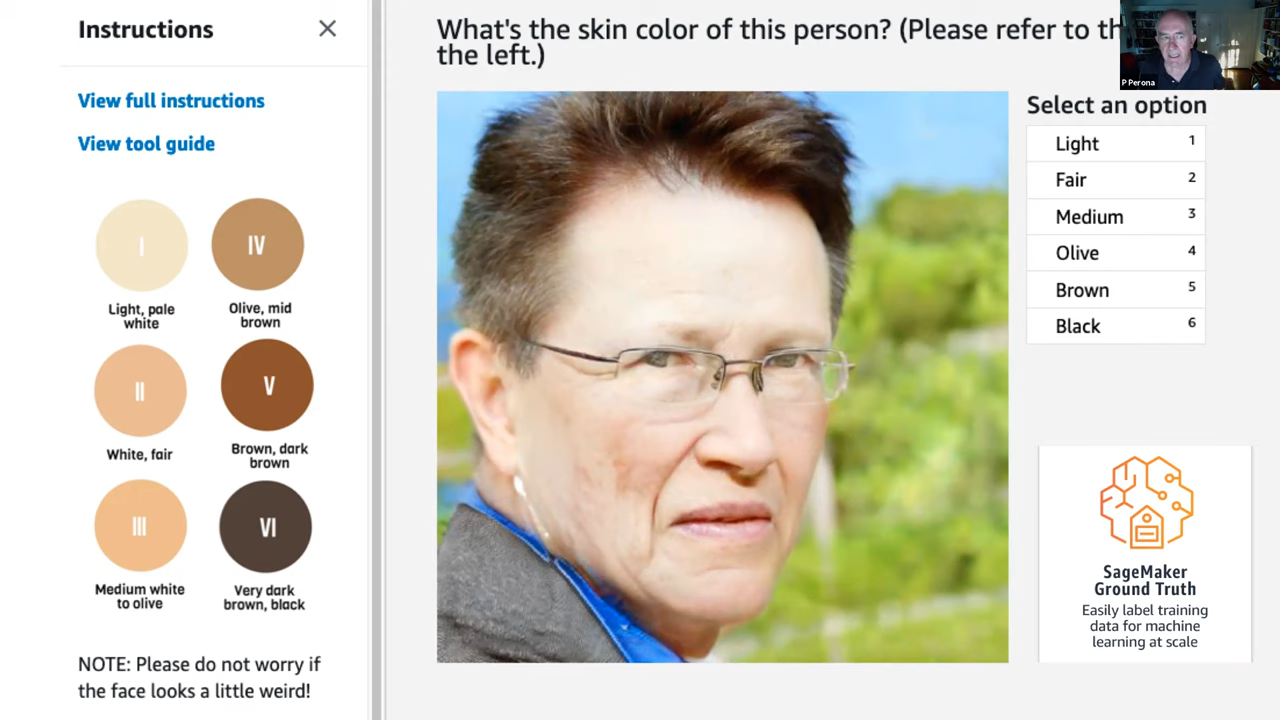 Instructions
View full instructions
View tool guide
I
IV
Light, pale
white
Olive, mid
brown
II
V
White, fair
Brown, dark
brown
III
VI
Medium white
to olive
Very dark
brown, black
NOTE: Please do not worry if
the face looks a little weird!
What's the skin color of this person? (Please refer to th
the left.)
P Perona
Select an option
Light 1
Fair 2
Medium 3
Olive 4
Brown 5
Black 6
SageMaker
Ground Truth
Easily label training
data for machine
learning at scale